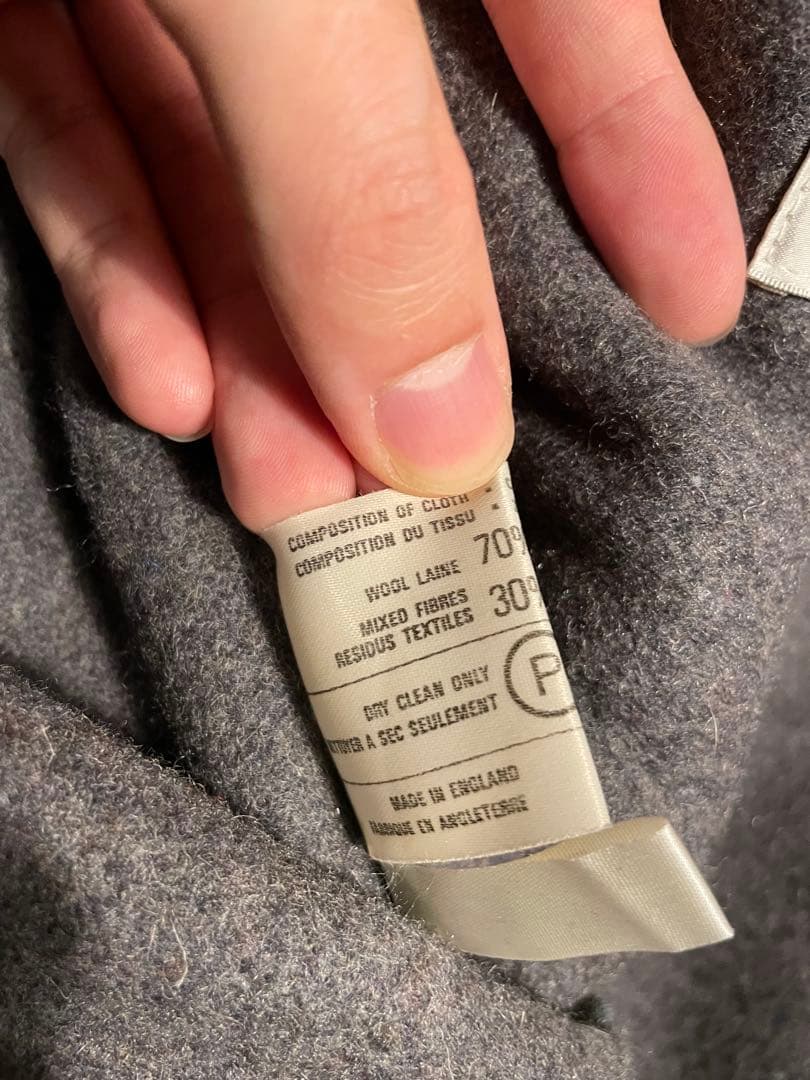 COMPOSITION OF CLOTH :
COMPOSITION DU TISSU :
WOOL LAINE 70%
MIXED FIBRES
RESIDUS TEXTILES 30%
DRY CLEAN ONLY
P
A SEC SEULEMENT
MADE IN ENGLAND
EN ANGLETERRE